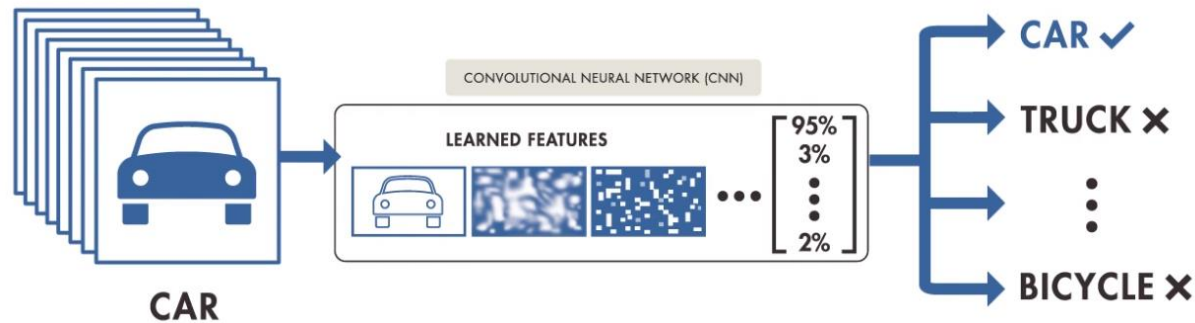 CAR
CONVOLUTIONAL NEURAL NETWORK (CNN)
LEARNED FEATURES
95%
3%
2%
CAR ✓
TRUCK ✕
BICYCLE ✕